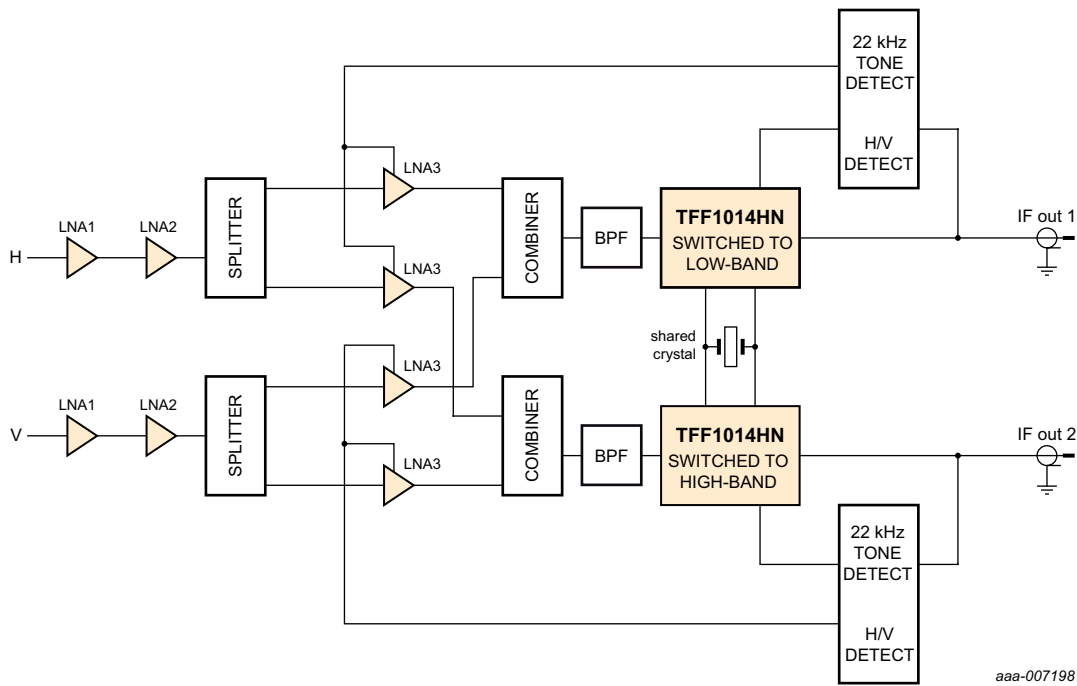 22 kHz
TONE
DETECT
H/V
DETECT
LNA3
LNA1
LNA2
H
SPLITTER
LNA3
COMBINER
BPF
TFF1014HN
SWITCHED TO
LOW-BAND
IF out 1
shared
crystal
LNA3
LNA1
LNA2
V
SPLITTER
LNA3
COMBINER
BPF
TFF1014HN
SWITCHED TO
HIGH-BAND
IF out 2
22 kHz
TONE
DETECT
H/V
DETECT
aaa-007198